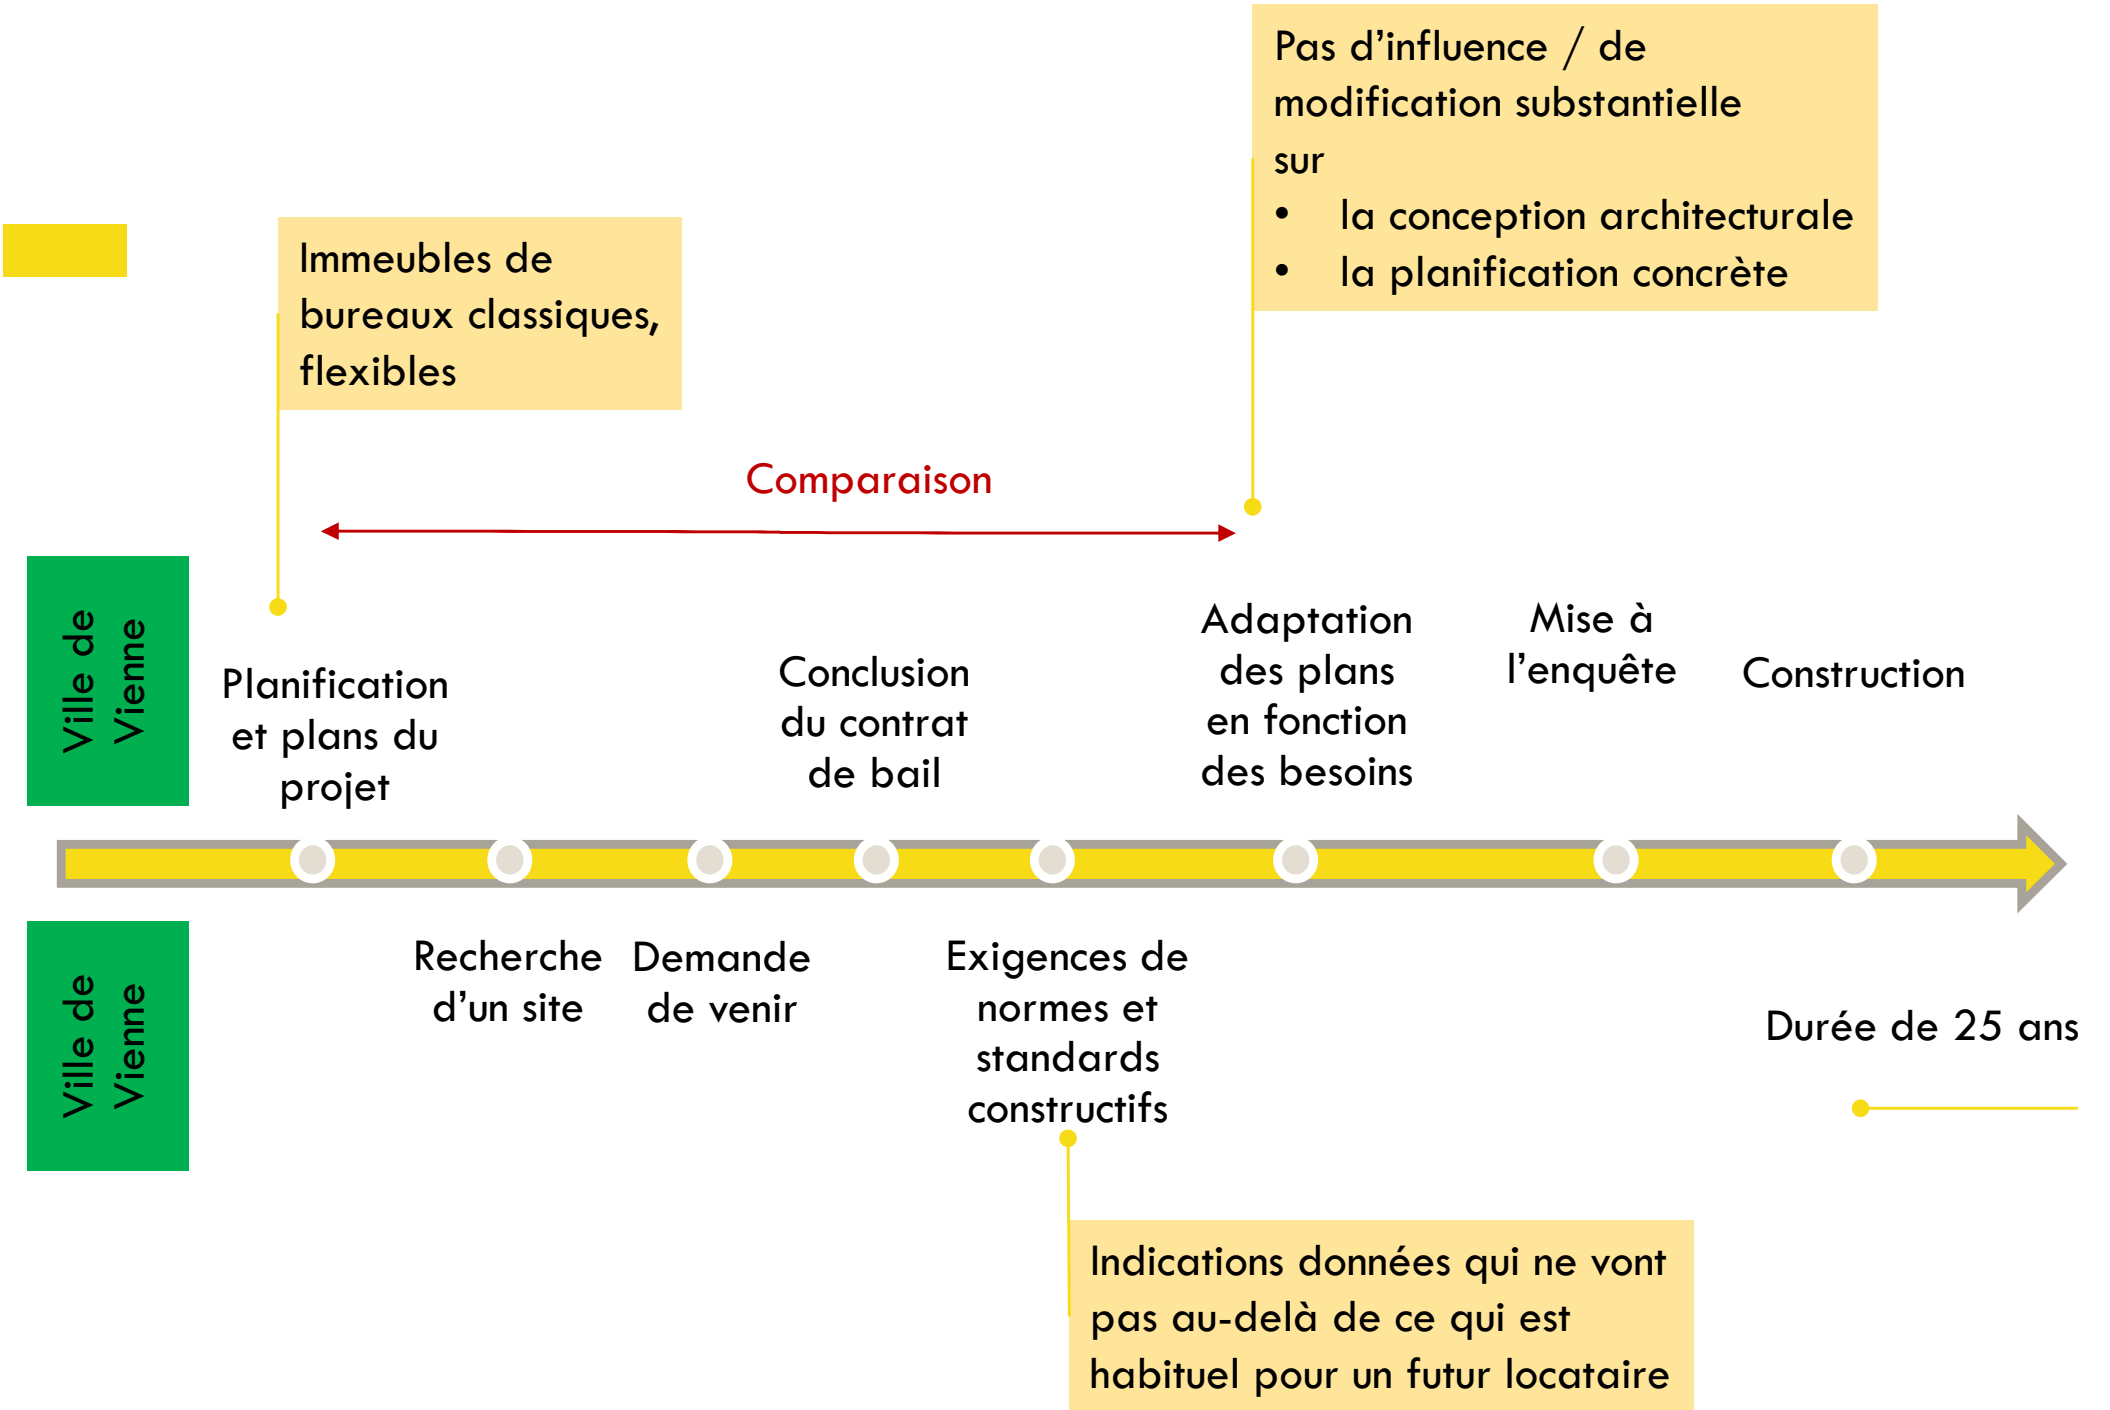 Pas d’influence / de
modification substantielle
sur
• la conception architecturale
• la planification concrète
Immeubles de
bureaux classiques,
flexibles
Comparaison
Ville de
Vienne
Planification
et plans du
projet
Conclusion
du contrat
de bail
Adaptation
des plans
en fonction
des besoins
Mise à
l’enquête
Construction
Ville de
Vienne
Recherche
d’un site
Demande
de venir
Exigences de
normes et
standards
constructifs
Durée de 25 ans
Indications données qui ne vont
pas au-delà de ce qui est
habituel pour un futur locataire